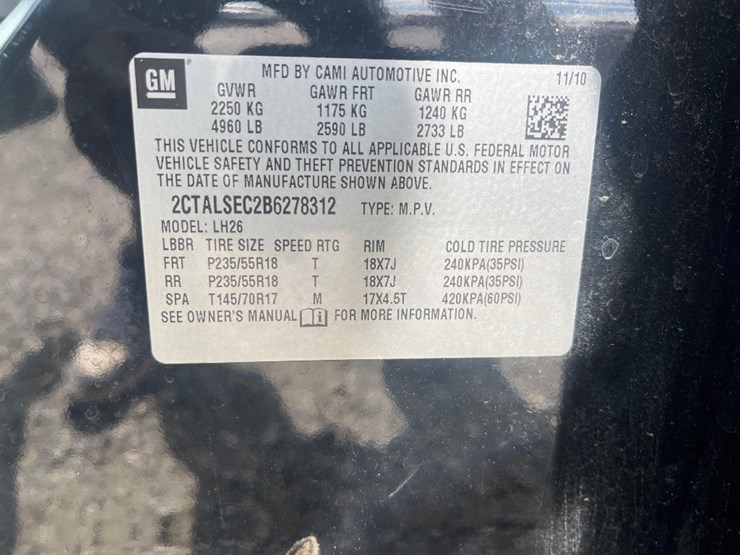 GM
MFD BY CAMI AUTOMOTIVE INC. 11/10
GVWR GAWR FRT GAWR RR
2250 KG 1175 KG 1240 KG
4960 LB 2590 LB 2733 LB
THIS VEHICLE CONFORMS TO ALL APPLICABLE U.S. FEDERAL MOTOR
VEHICLE SAFETY AND THEFT PREVENTION STANDARDS IN EFFECT ON
THE DATE OF MANUFACTURE SHOWN ABOVE.
2CTALSEC2B6278312 TYPE: M.P.V.
MODEL: LH26
LBBR TIRE SIZE SPEED RTG RIM COLD TIRE PRESSURE
FRT P235/55R18 T 18X7J 240KPA(35PSI)
RR P235/55R18 T 18X7J 240KPA(35PSI)
SPA T145/70R17 M 17X4.5T 420KPA(60PSI)
SEE OWNER'S MANUAL i FOR MORE INFORMATION.